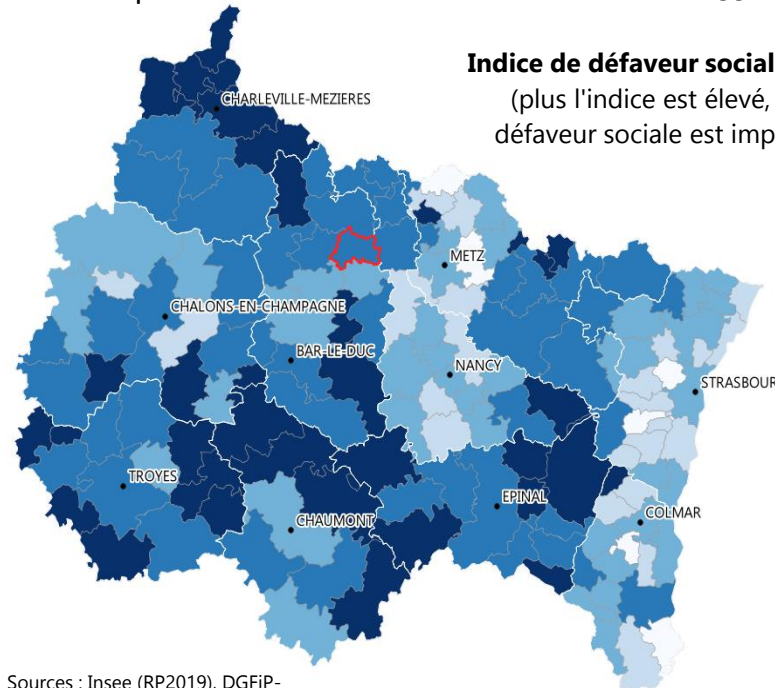 Indice de défaveur social
(plus l'indice est élevé,
défaveur sociale est imp
CHARLEVILLE-MEZIERES
METZ
CHALONS-EN-CHAMPAGNE
BAR-LE-DUC
NANCY
STRASBOUR
TROYES
EPINAL
CHAUMONT
COLMAR
Sources : Insee (RP2019), DGFiP-